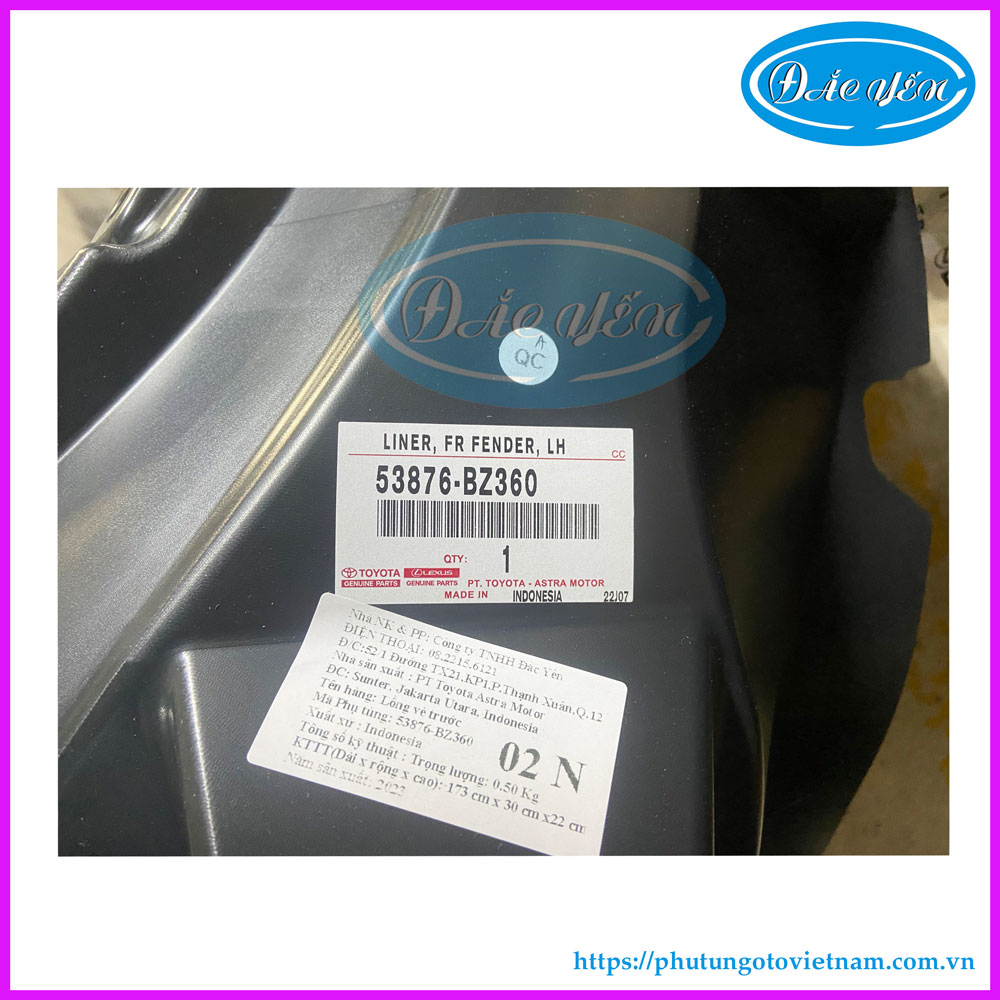 ĐẮC YẾN
ĐẮC YẾN
A
QC
LINER, FR FENDER, LH
CC
53876-BZ360
QTY: 1
TOYOTA LEXUS
GENUINE PARTS GENUINE PARTS PT. TOYOTA - ASTRA MOTOR
MADE IN INDONESIA 22J07
Nhà NK & PP: Công ty TNHH Đắc Yến
ĐIỆN THOẠI: 08.2215.6121
Đ/C:52/1 Đường TX21,KP1,P.Thạnh Xuân,Q.12
Nhà sản xuất : PT Toyota Astra Motor
ĐC: Sunter, Jakarta Utara, Indonesia
Tên hàng: Lồng vè trước
Mã Phụ tùng: 53876-BZ360
Xuất xứ : Indonesia
02 N
Tổng số kỹ thuật : Trọng lượng: 0.50 Kg
KTTT(Dài x rộng x cao): 173 cm x 30 cm x22 cm
Năm sản xuất: 2023
https://phutungotovietnam.com.vn